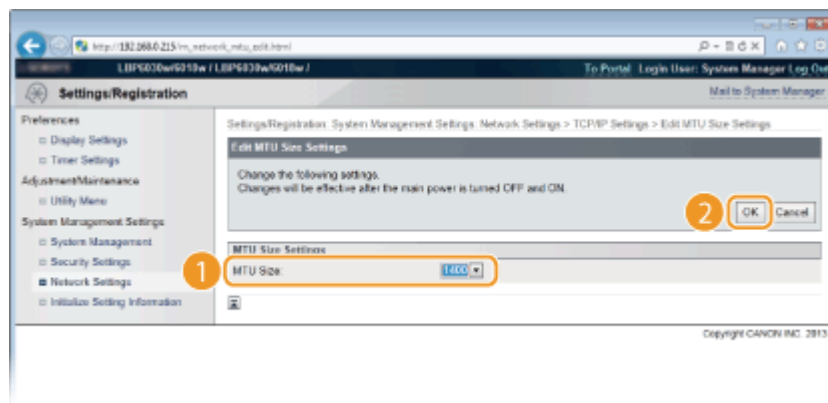 http://192.168.0.215/m_network_mtu_edit.html
LBP6030w/6018w / LBP6030w/6018w /
To Portal Login User: System Manager Log Out
Settings/Registration
Mail to System Manager
Preferences
Display Settings
Timer Settings
Adjustment/Maintenance
Utility Menu
System Management Settings
System Management
Security Settings
Network Settings
Initialize Setting Information
Settings/Registration: System Management Settings: Network Settings > TCP/IP Settings > Edit MTU Size Settings
Edit MTU Size Settings
Change the following settings.
Changes will be effective after the main power is turned OFF and ON.
2
OK Cancel
MTU Size Settings
1
MTU Size: 1400
Copyright CANON INC. 2013